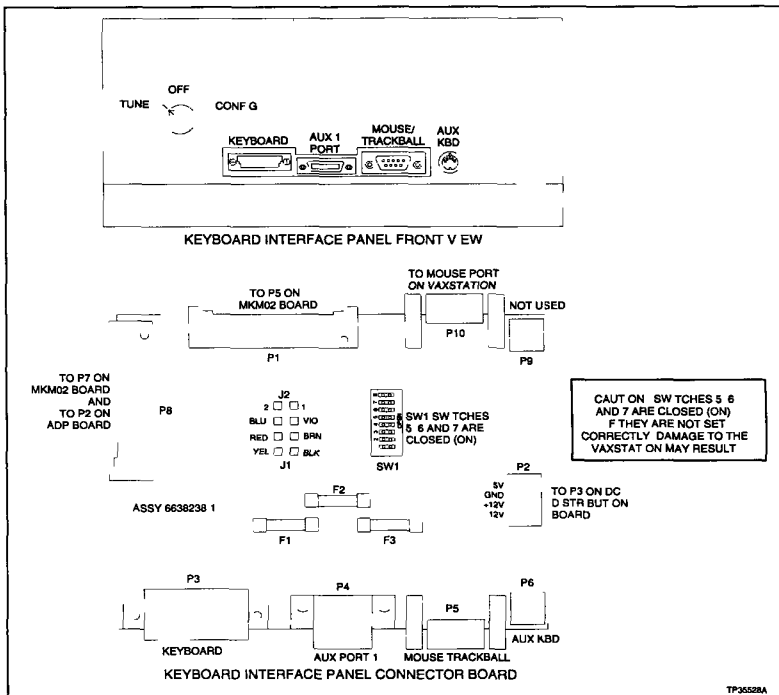 OFF
TUNE
CONF G
KEYBOARD
AUX 1
PORT
MOUSE/
TRACKBALL
AUX
KBD
KEYBOARD INTERFACE PANEL FRONT V EW
TO P5 ON
MKM02 BOARD
P1
TO MOUSE PORT
ON VAXSTATION
P10
NOT USED
P9
TO P7 ON
MKM02 BOARD
AND
TO P2 ON
ADP BOARD
P8
J2
2 1
BLU VIO
RED BRN
YEL BLK
J1
SW1 SW TCHES
5 6 AND 7 ARE
CLOSED (ON)
SW1
CAUT ON SW TCHES 5 6
AND 7 ARE CLOSED (ON)
F THEY ARE NOT SET
CORRECTLY DAMAGE TO THE
VAXSTAT ON MAY RESULT
P2
5V
GND
+12V
12V
TO P3 ON DC
D STR BUT ON
BOARD
ASSY 6638238 1
F2
F1
F3
P3
KEYBOARD
P4
AUX PORT 1
P5
MOUSE TRACKBALL
P6
AUX KBD
KEYBOARD INTERFACE PANEL CONNECTOR BOARD
TP35528A